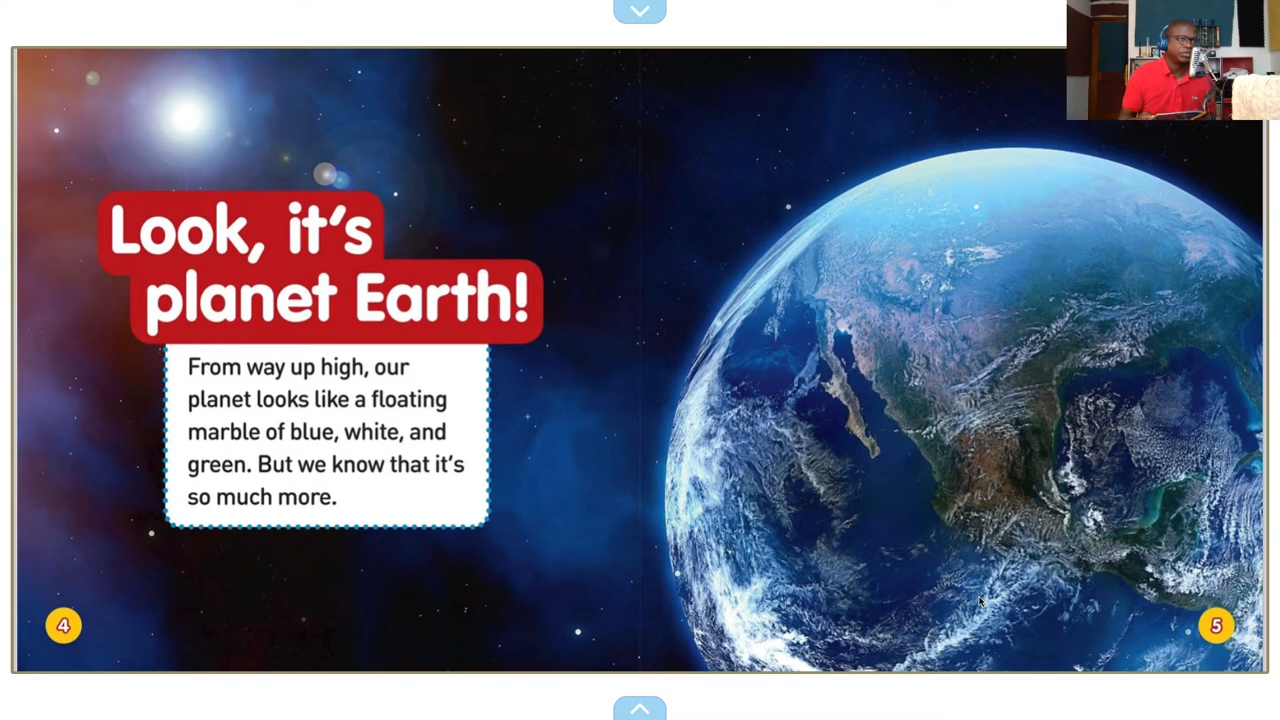 Look, it's
planet Earth!
From way up high, our
planet looks like a floating
marble of blue, white, and
green. But we know that it's
so much more.
4
5